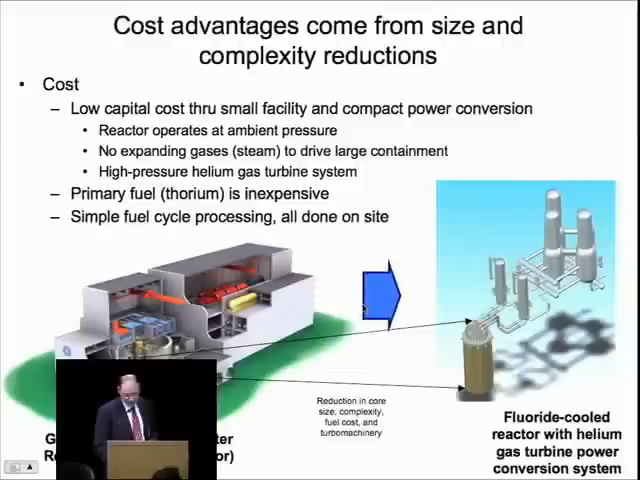 Cost advantages come from size and
complexity reductions
• Cost
– Low capital cost thru small facility and compact power conversion
• Reactor operates at ambient pressure
• No expanding gases (steam) to drive large containment
• High-pressure helium gas turbine system
– Primary fuel (thorium) is inexpensive
– Simple fuel cycle processing, all done on site
Reduction in core
size, complexity,
fuel cost, and
turbomachinery
Fluoride-cooled
reactor with helium
gas turbine power
conversion system